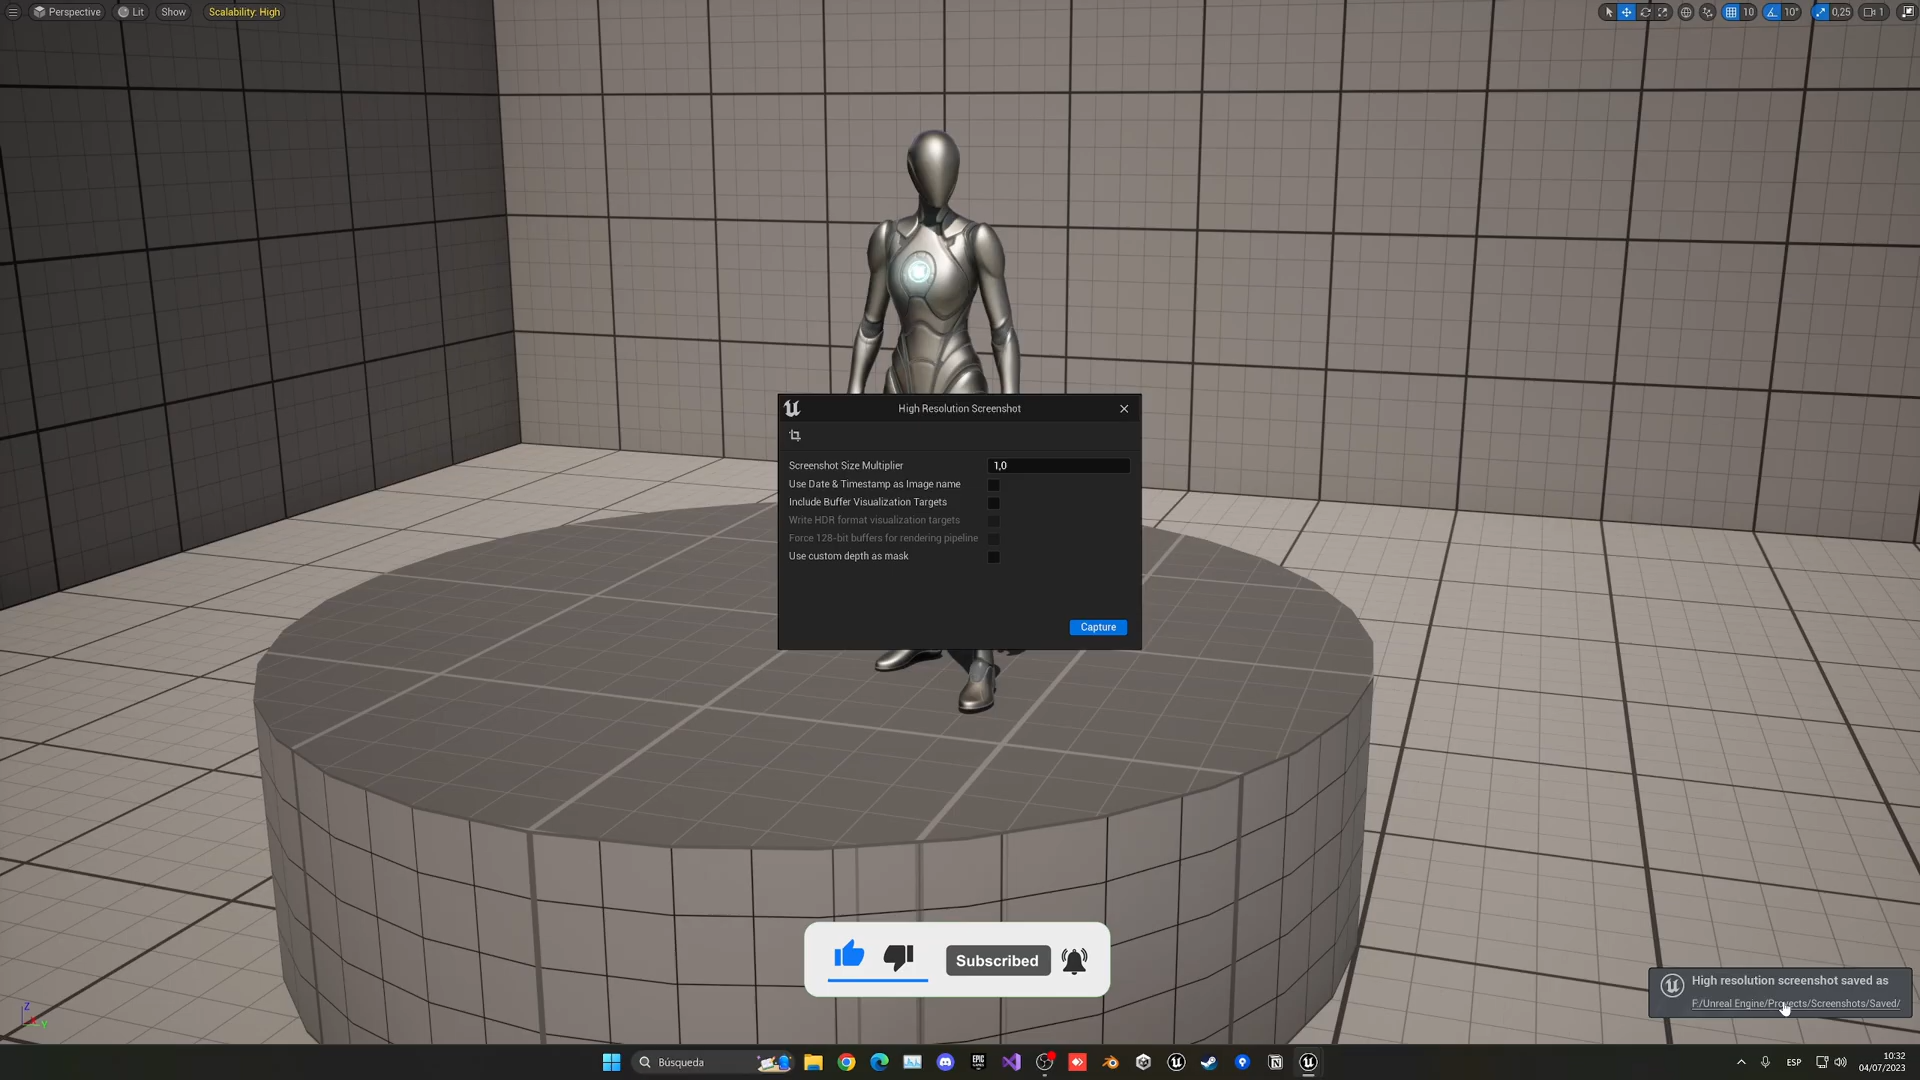 Perspective Lit Show Scalability: High
10 10° 0,25 1
High Resolution Screenshot
Screenshot Size Multiplier 1,0
Use Date & Timestamp as Image name
Include Buffer Visualization Targets
Write HDR format visualization targets
Force 128-bit buffers for rendering pipeline
Use custom depth as mask
Capture
Subscribed
High resolution screenshot saved as
F:/Unreal Engine/Proyects/Screenshots/Saved/
Z
Y
Búsqueda
EPIC GAMES
ESP
10:32
04/07/2023